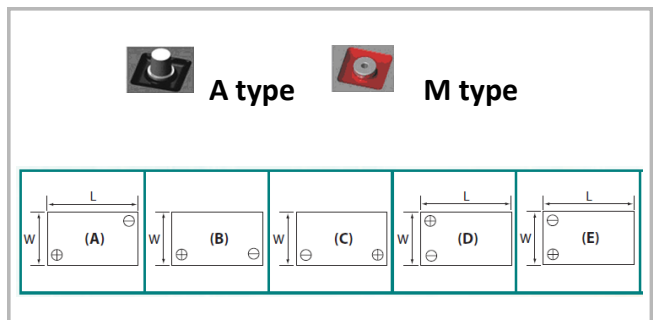 A type M type
L L L
W (A) W (B) W (C) W (D) W (E)